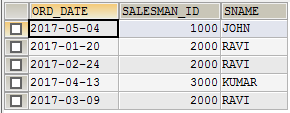 ORD_DATE SALESMAN_ID SNAME
2017-05-04 1000 JOHN
2017-01-20 2000 RAVI
2017-02-24 2000 RAVI
2017-04-13 3000 KUMAR
2017-03-09 2000 RAVI